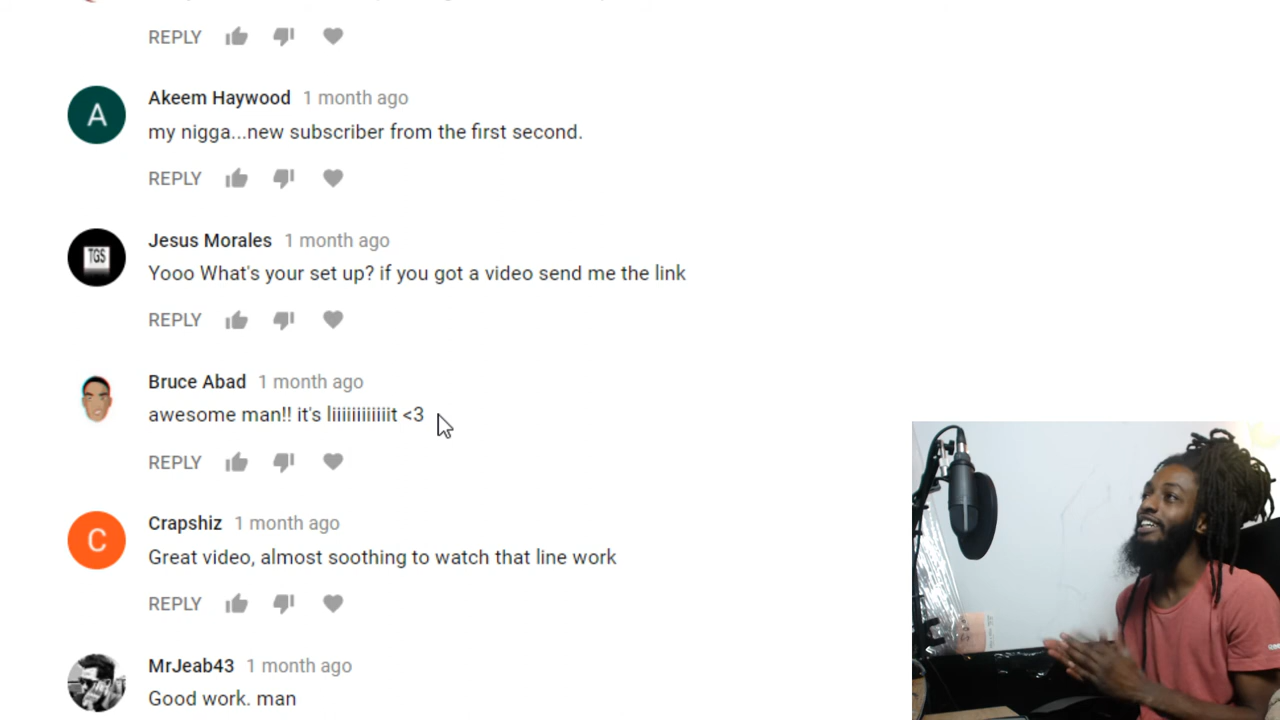 REPLY
A
Akeem Haywood 1 month ago
my nigga...new subscriber from the first second.
REPLY
TGS
Jesus Morales 1 month ago
Yooo What's your set up? if you got a video send me the link
REPLY
Bruce Abad 1 month ago
awesome man!! it's liiiiiiiiiiiit <3
REPLY
C
Crapshiz 1 month ago
Great video, almost soothing to watch that line work
REPLY
MrJeab43 1 month ago
Good work. man